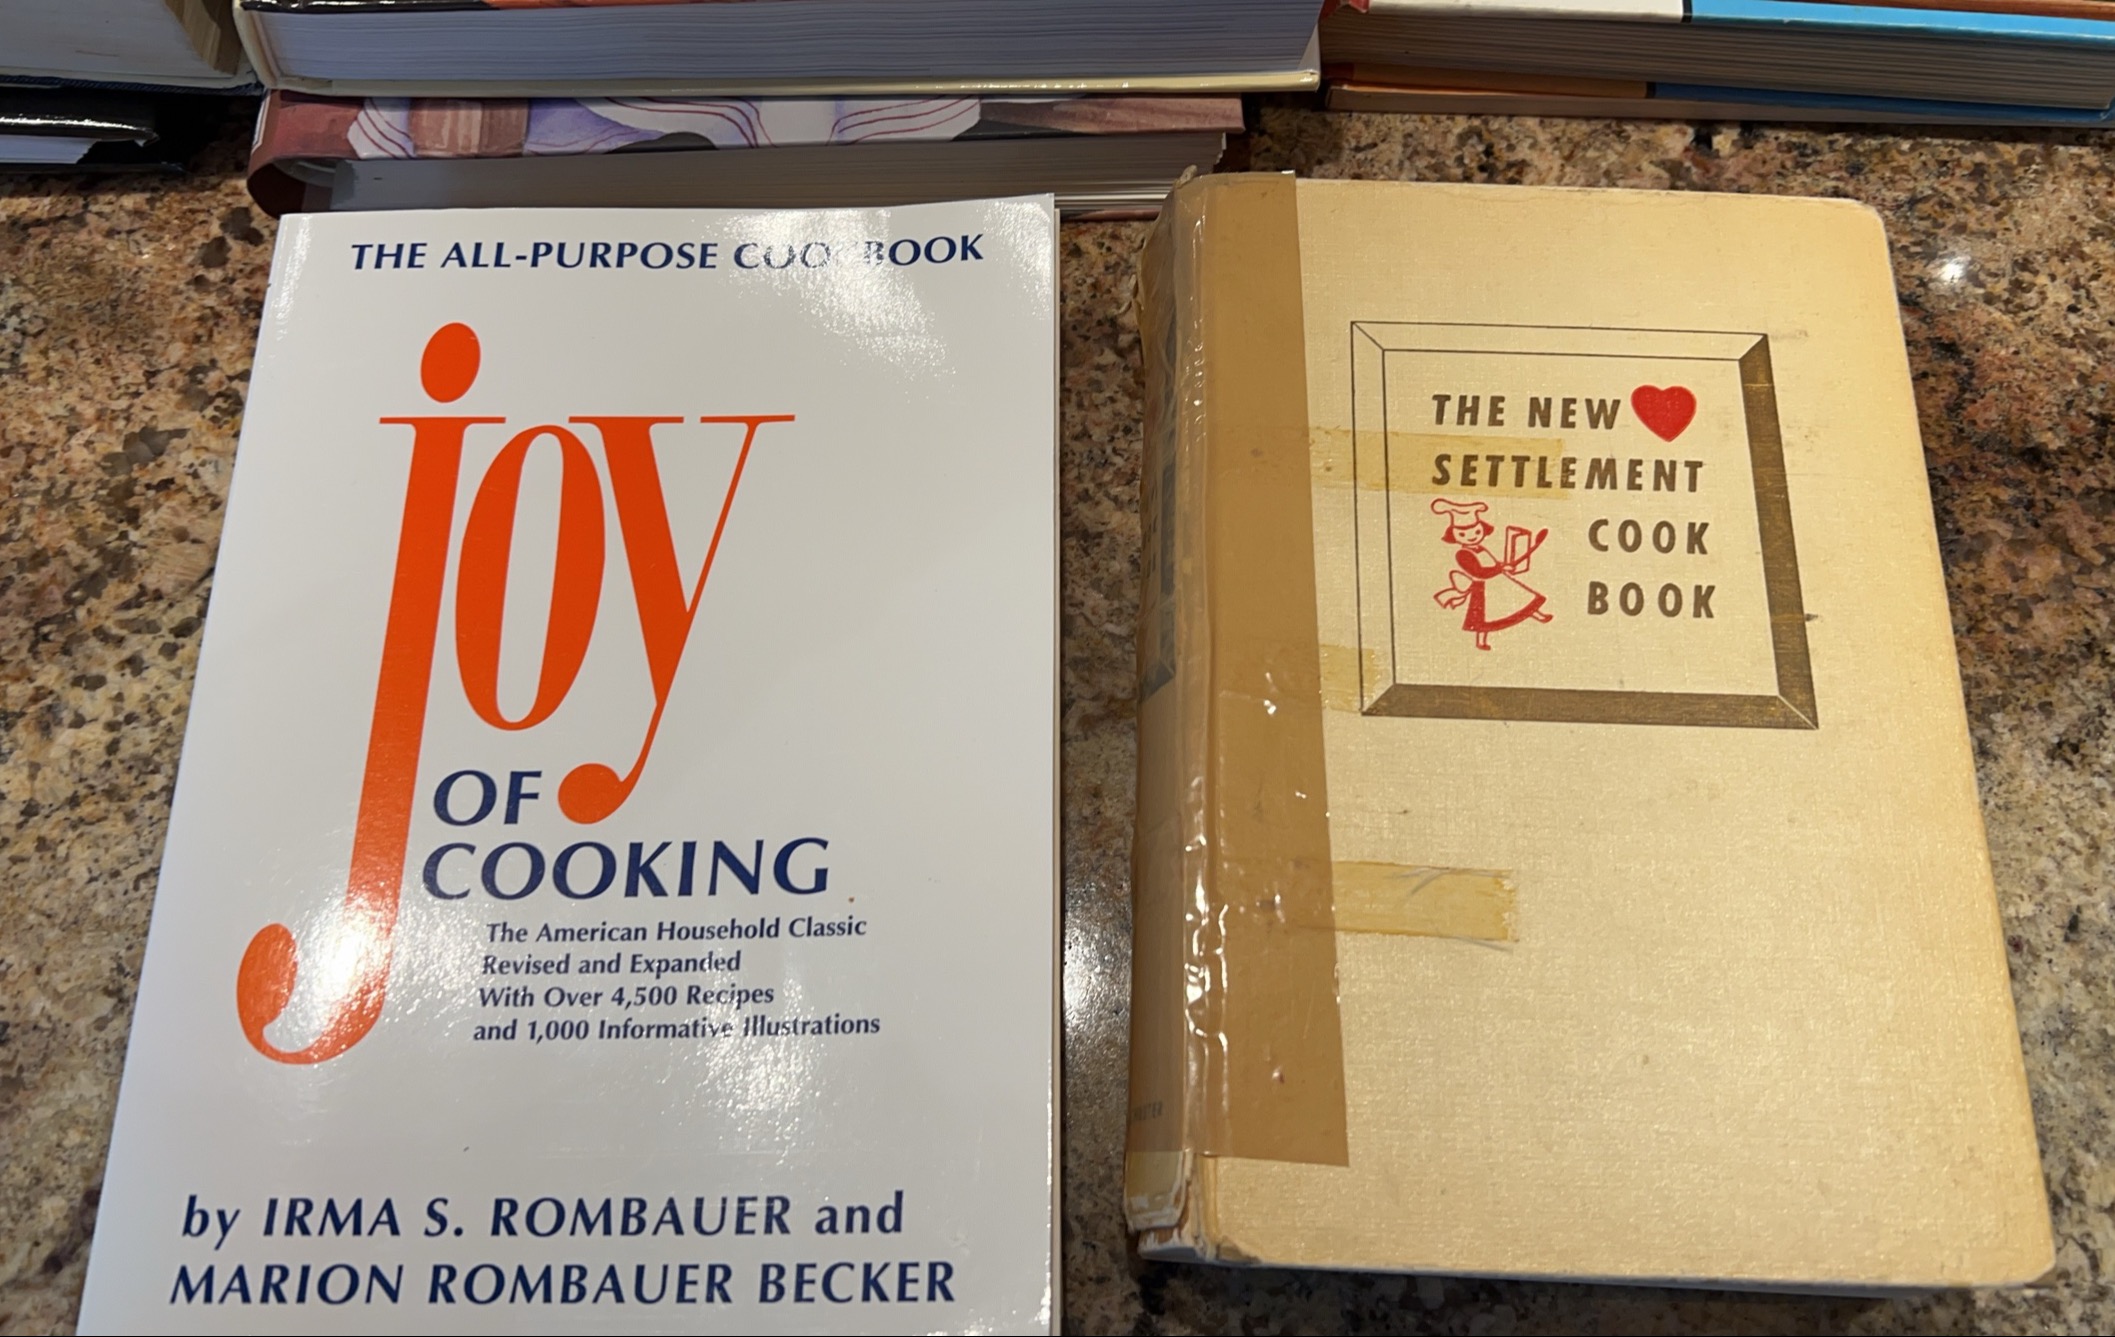 THE ALL-PURPOSE COOKBOOK
joy
OF
COOKING
The American Household Classic
Revised and Expanded
With Over 4,500 Recipes
and 1,000 Informative Illustrations
by IRMA S. ROMBAUER and
MARION ROMBAUER BECKER
THE NEW
SETTLEMENT
COOK
BOOK